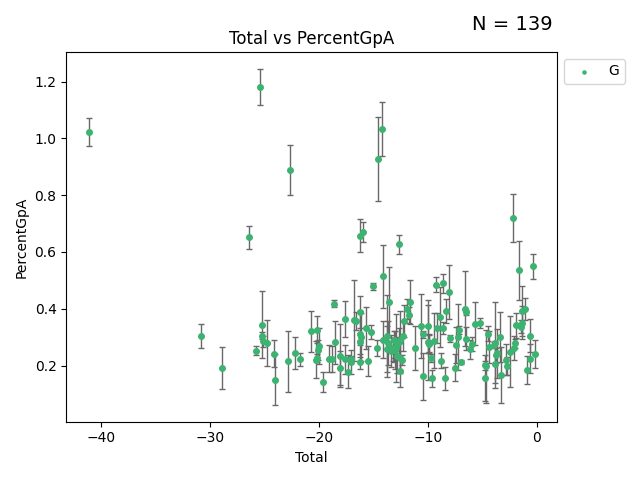 N = 139
Total vs PercentGpA
G
PercentGpA
1.2
1.0
0.8
0.6
0.4
0.2
−40
−30
−20
−10
0
Total